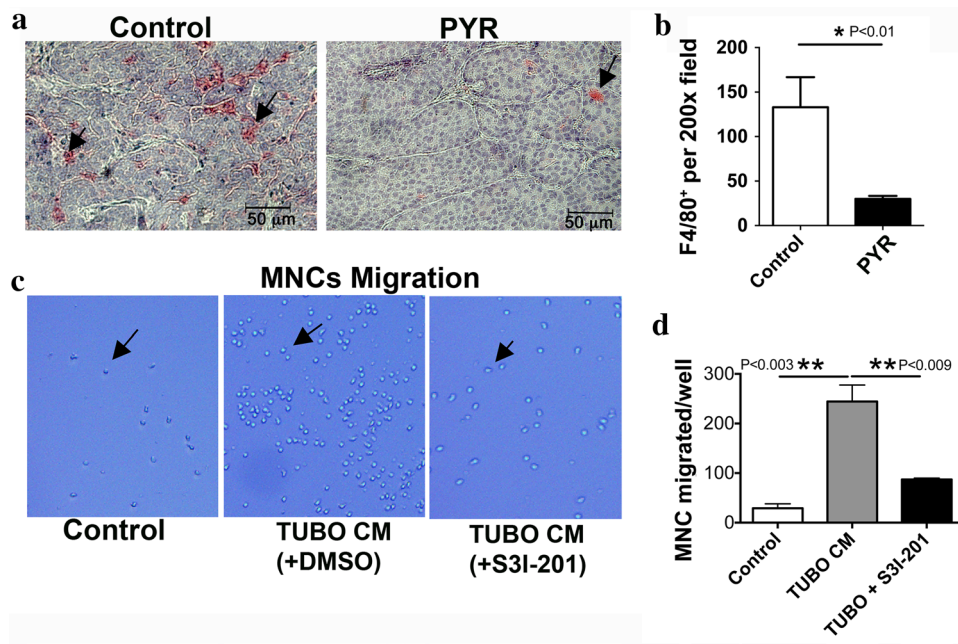 a
Control
PYR
50 µm
50 µm
b
* P<0.01
F4/80⁺ per 200x field
200
150
100
50
0
Control
PYR
c
MNCs Migration
Control
TUBO CM
(+DMSO)
TUBO CM
(+S3I-201)
d
P<0.003 ** ** P<0.009
MNC migrated/well
300
200
100
0
Control
TUBO CM
TUBO + S3I-201